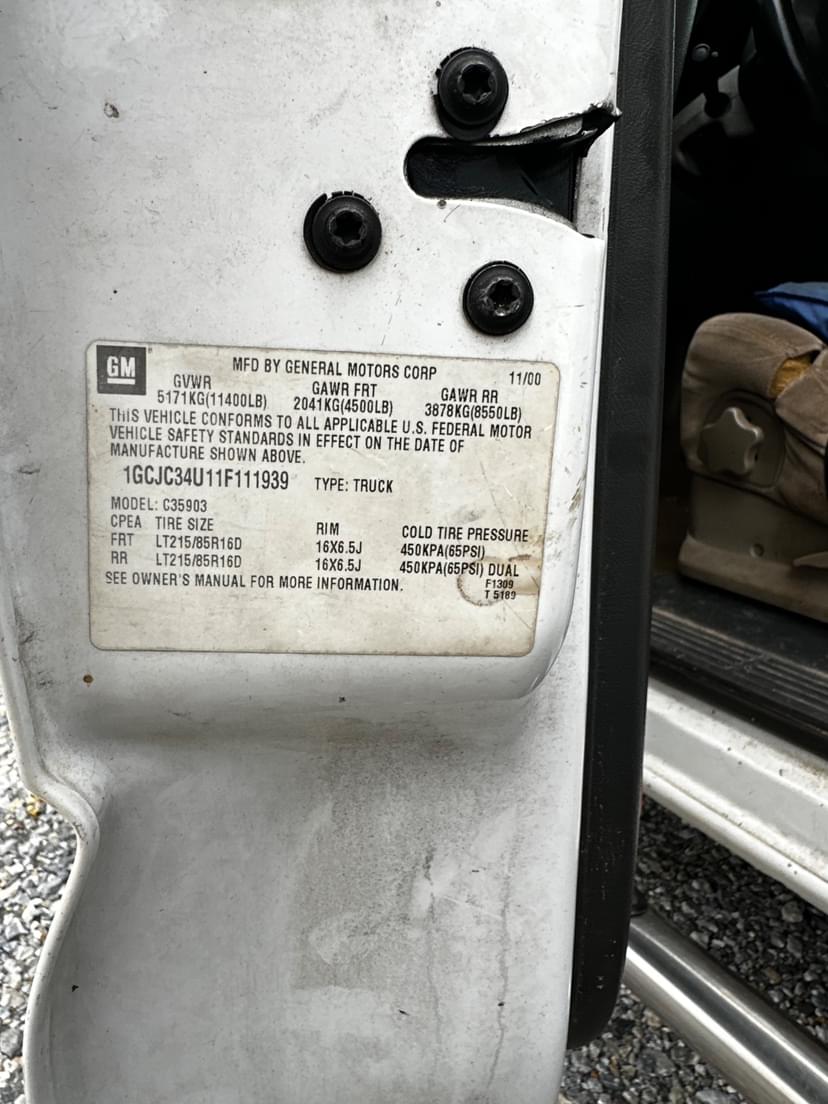 GM
MFD BY GENERAL MOTORS CORP 11/00
GVWR GAWR FRT GAWR RR
5171KG(11400LB) 2041KG(4500LB) 3878KG(8550LB)
THIS VEHICLE CONFORMS TO ALL APPLICABLE U.S. FEDERAL MOTOR
VEHICLE SAFETY STANDARDS IN EFFECT ON THE DATE OF
MANUFACTURE SHOWN ABOVE.
1GCJC34U11F111939 TYPE: TRUCK
MODEL: C35903
CPEA TIRE SIZE RIM COLD TIRE PRESSURE
FRT LT215/85R16D 16X6.5J 450KPA(65PSI)
RR LT215/85R16D 16X6.5J 450KPA(65PSI) DUAL
SEE OWNER'S MANUAL FOR MORE INFORMATION. F1309
T 5189